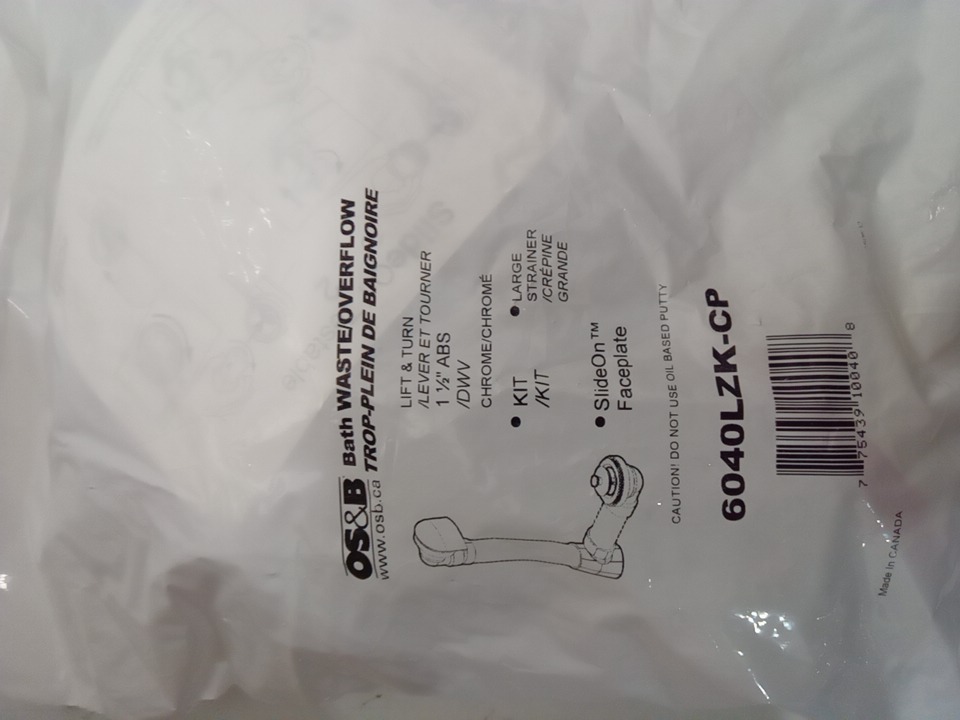 OS&B Bath WASTE/OVERFLOW
www.osb.ca TROP-PLEIN DE BAIGNOIRE
LIFT & TURN
/LEVER ET TOURNER
1 ½" ABS
/DWV
CHROME/CHROMÉ
• KIT
/KIT
• LARGE
STRAINER
/CRÉPINE
GRANDE
• SlideOn™
Faceplate
CAUTION! DO NOT USE OIL BASED PUTTY
6040LZK-CP
7 75439 10040 8
Made in CANADA